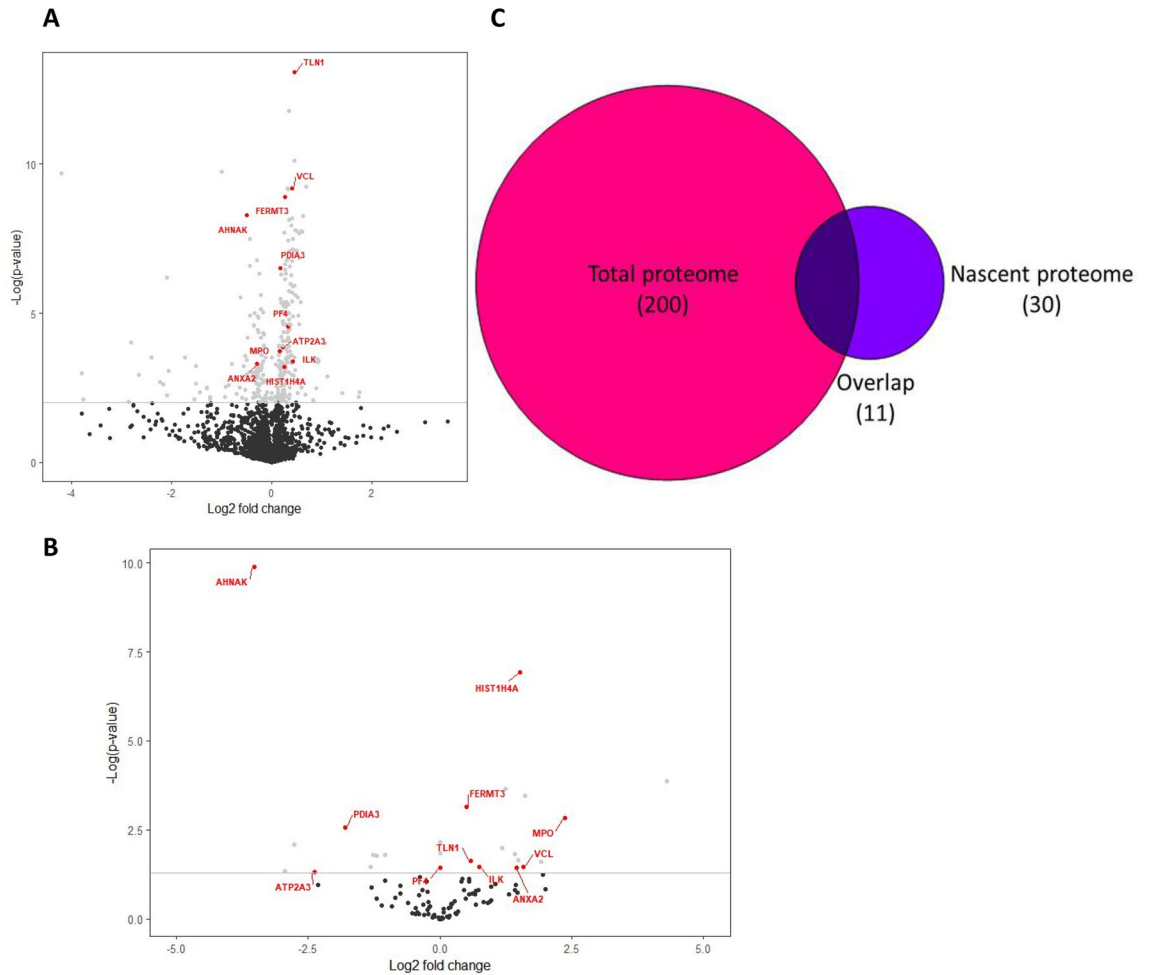 A
TLN1
VCL
FERMT3
AHNAK
PDIA3
PF4
ATP2A3
MPO
ILK
ANXA2
HIST1H4A
10
5
0
-Log(p-value)
-4
-2
0
2
Log2 fold change
C
Total proteome
(200)
Nascent proteome
(30)
Overlap
(11)
B
10.0
7.5
5.0
2.5
0.0
-Log(p-value)
AHNAK
HIST1H4A
FERMT3
PDIA3
MPO
TLN1
VCL
PF4
ILK
ATP2A3
ANXA2
-5.0
-2.5
0.0
2.5
5.0
Log2 fold change